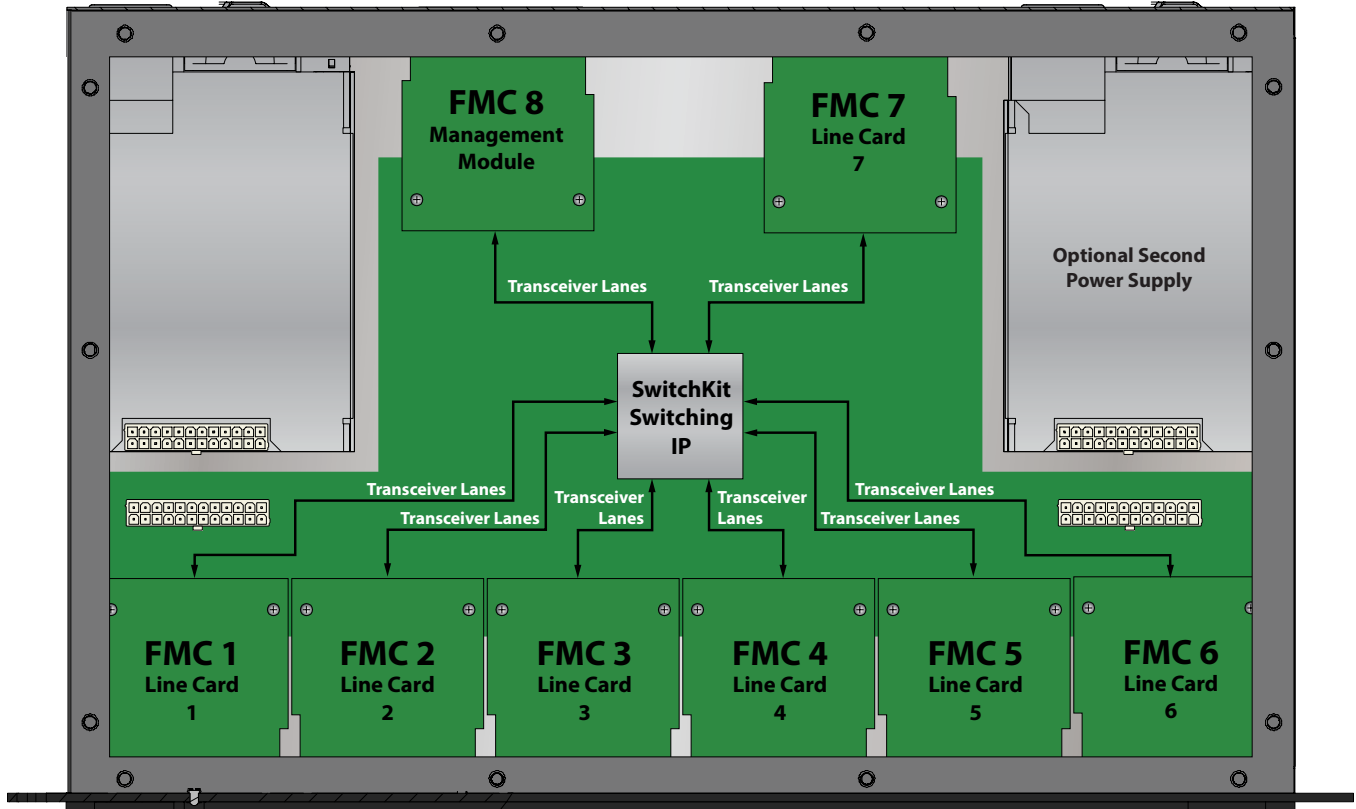 FMC 8
Management
Module
FMC 7
Line Card
7
Optional Second
Power Supply
Transceiver Lanes
Transceiver Lanes
SwitchKit
Switching
IP
Transceiver Lanes
Transceiver Lanes
Transceiver
Lanes
Transceiver
Lanes
Transceiver Lanes
Transceiver Lanes
FMC 1
Line Card
1
FMC 2
Line Card
2
FMC 3
Line Card
3
FMC 4
Line Card
4
FMC 5
Line Card
5
FMC 6
Line Card
6